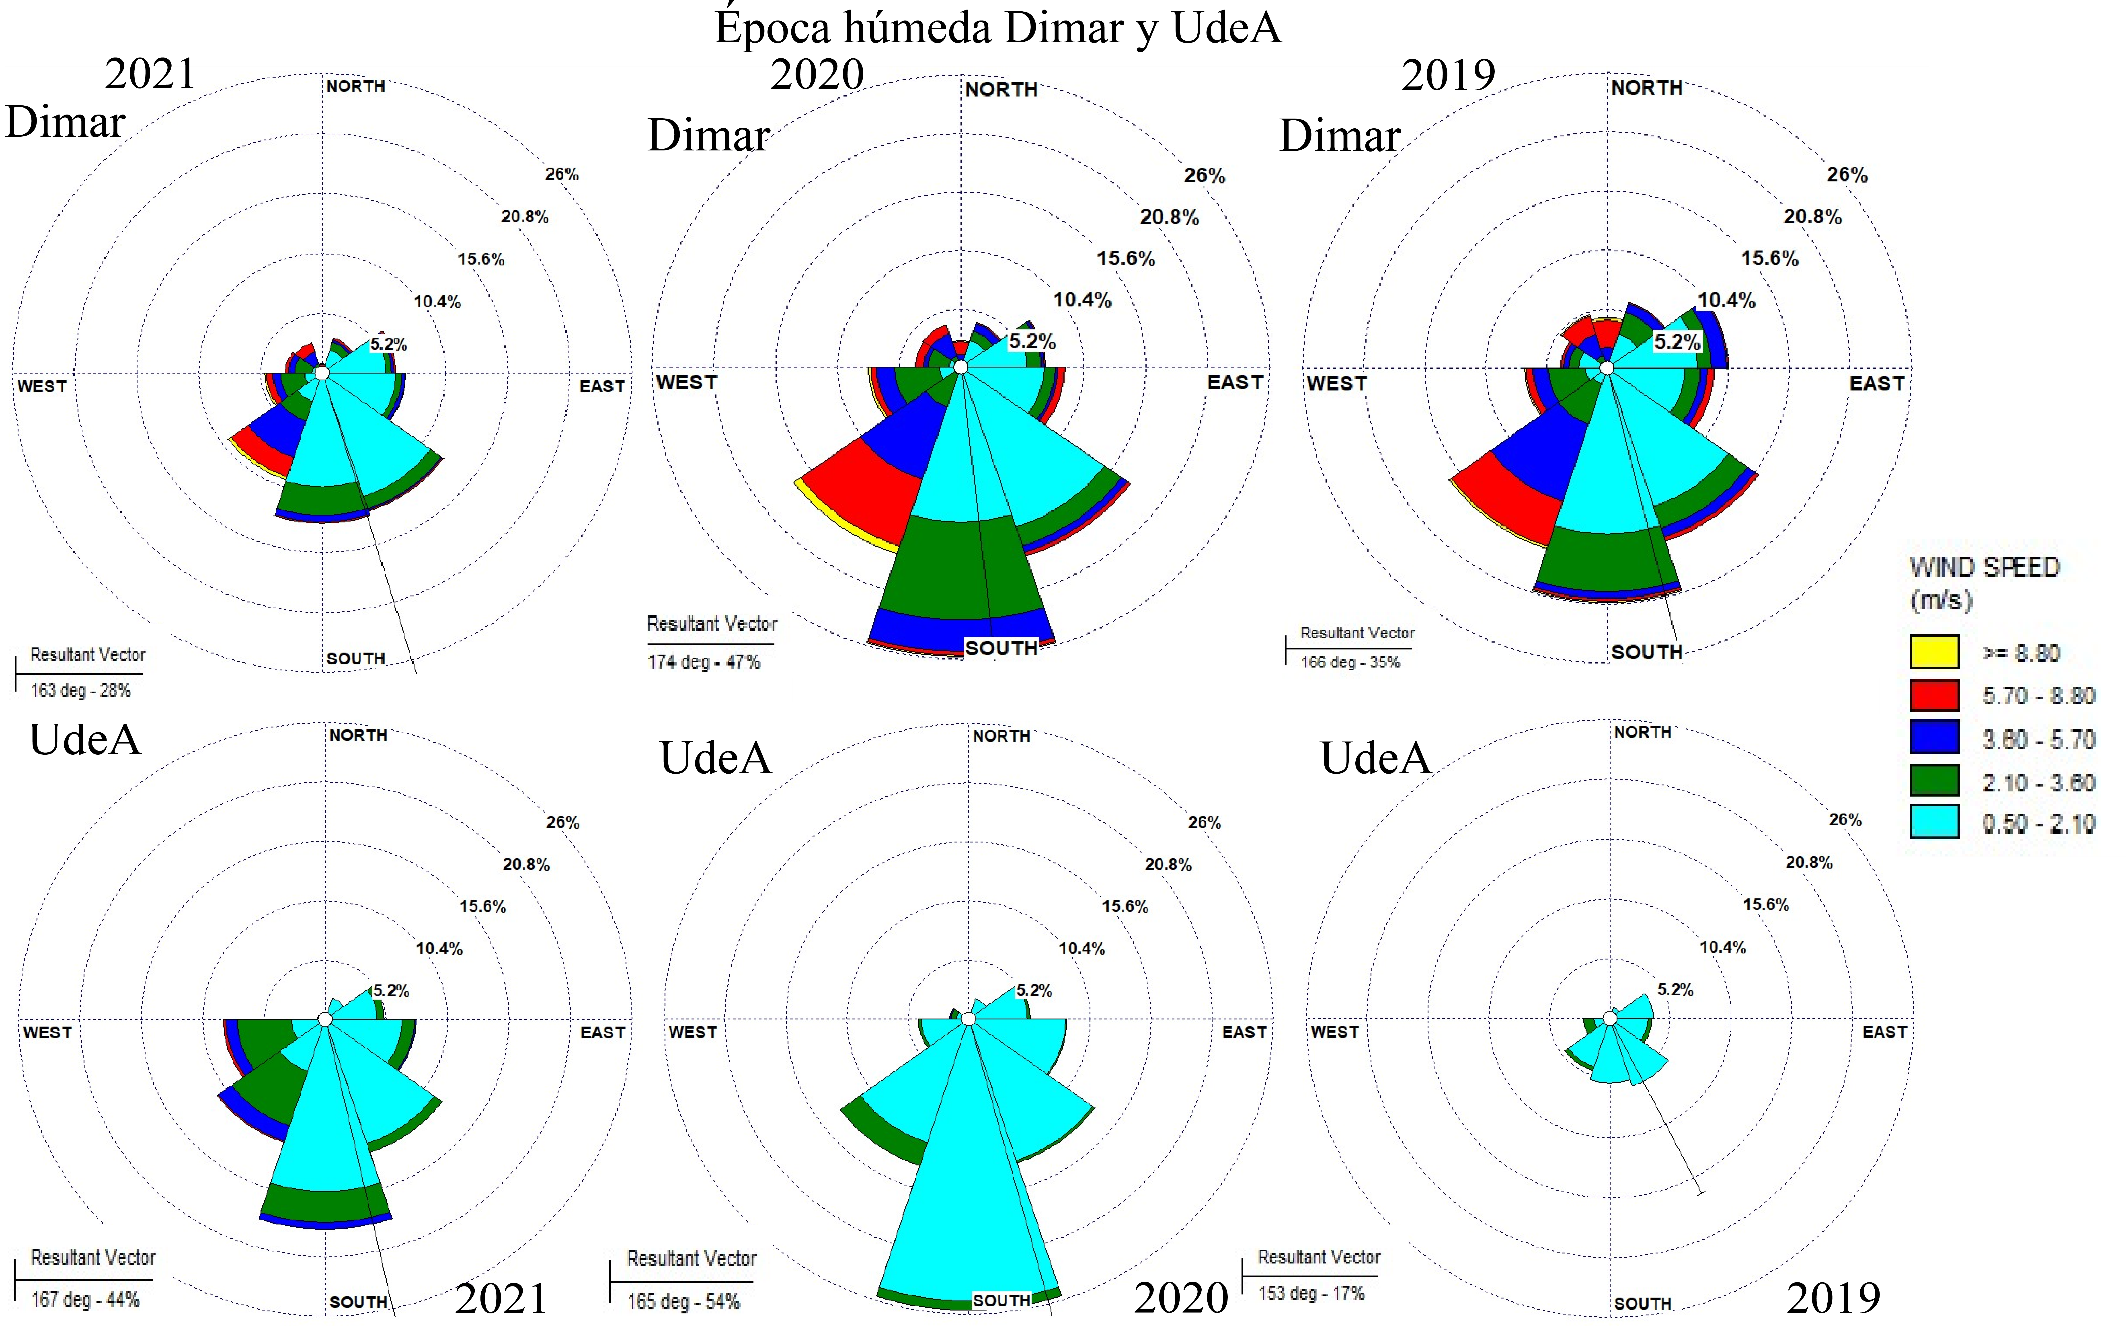 Época húmeda Dimar y UdeA
2021
Dimar
NORTH
26%
20.8%
15.6%
10.4%
5.2%
WEST
EAST
SOUTH
Resultant Vector
163 deg - 28%
2020
Dimar
NORTH
26%
20.8%
15.6%
10.4%
5.2%
WEST
EAST
SOUTH
Resultant Vector
174 deg - 47%
2019
Dimar
NORTH
26%
20.8%
15.6%
10.4%
5.2%
WEST
EAST
SOUTH
Resultant Vector
166 deg - 35%
WIND SPEED
(m/s)
>= 8.80
5.70 - 8.80
3.60 - 5.70
2.10 - 3.60
0.50 - 2.10
UdeA
NORTH
26%
20.8%
15.6%
10.4%
5.2%
WEST
EAST
SOUTH
Resultant Vector
167 deg - 44%
2021
UdeA
NORTH
26%
20.8%
15.6%
10.4%
5.2%
WEST
EAST
SOUTH
Resultant Vector
165 deg - 54%
2020
UdeA
NORTH
26%
20.8%
15.6%
10.4%
5.2%
WEST
EAST
SOUTH
Resultant Vector
153 deg - 17%
2019